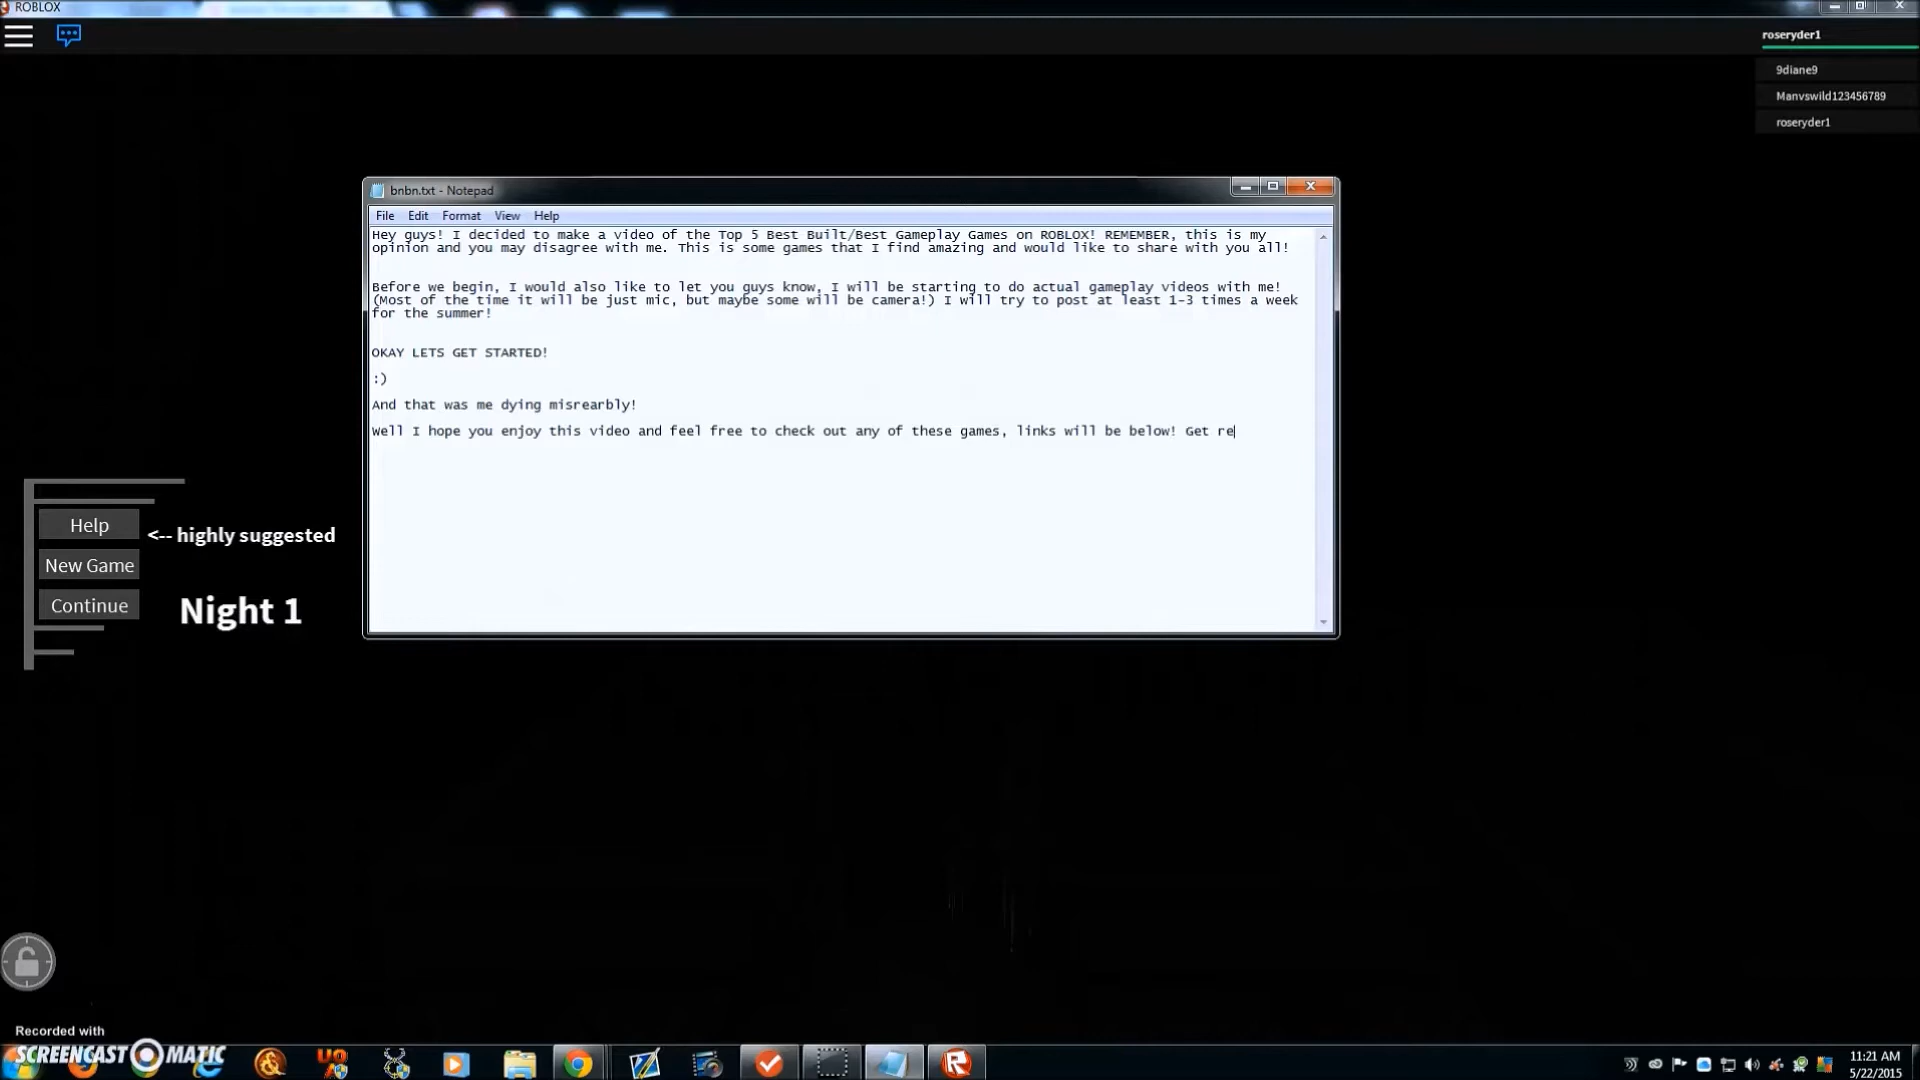 ROBLOX
roseryder1
9diane9
Manvswild123456789
roseryder1
bnbn.txt - Notepad
File Edit Format View Help
Hey guys! I decided to make a video of the Top 5 Best Built/Best Gameplay Games on ROBLOX! REMEMBER, this is my
opinion and you may disagree with me. This is some games that I find amazing and would like to share with you all!
Before we begin, I would also like to let you guys know, I will be starting to do actual gameplay videos with me!
(Most of the time it will be just mic, but maybe some will be camera!) I will try to post at least 1-3 times a week
for the summer!
OKAY LETS GET STARTED!
:)
And that was me dying misrearbly!
Well I hope you enjoy this video and feel free to check out any of these games, links will be below! Get re
Help
<-- highly suggested
New Game
Continue
Night 1
Recorded with
SCREENCAST MATIC
UO
11:21 AM
5/22/2015